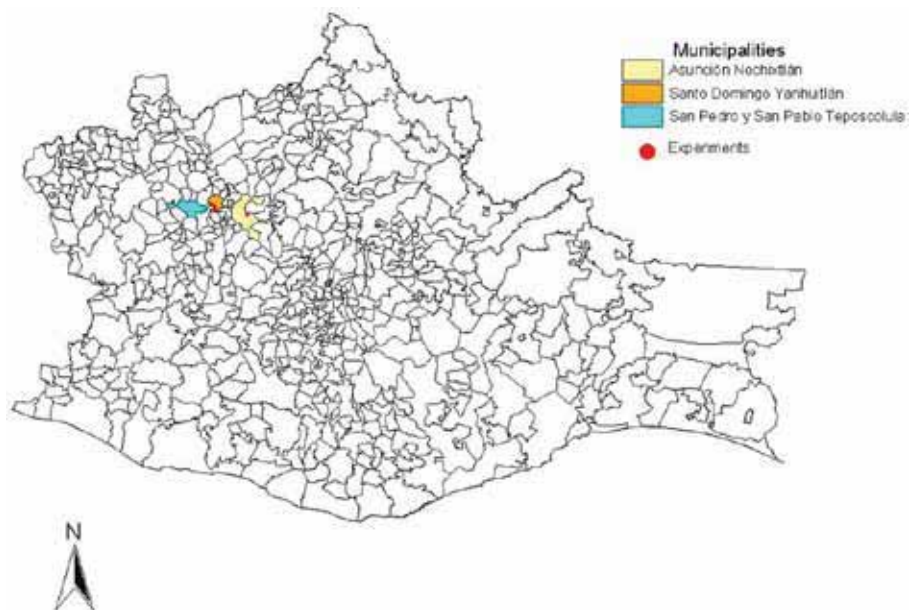 Municipalities
Asunción Nochixtlán
Santo Domingo Yanhuitlán
San Pedro y San Pablo Teposcolula
Experiments
N